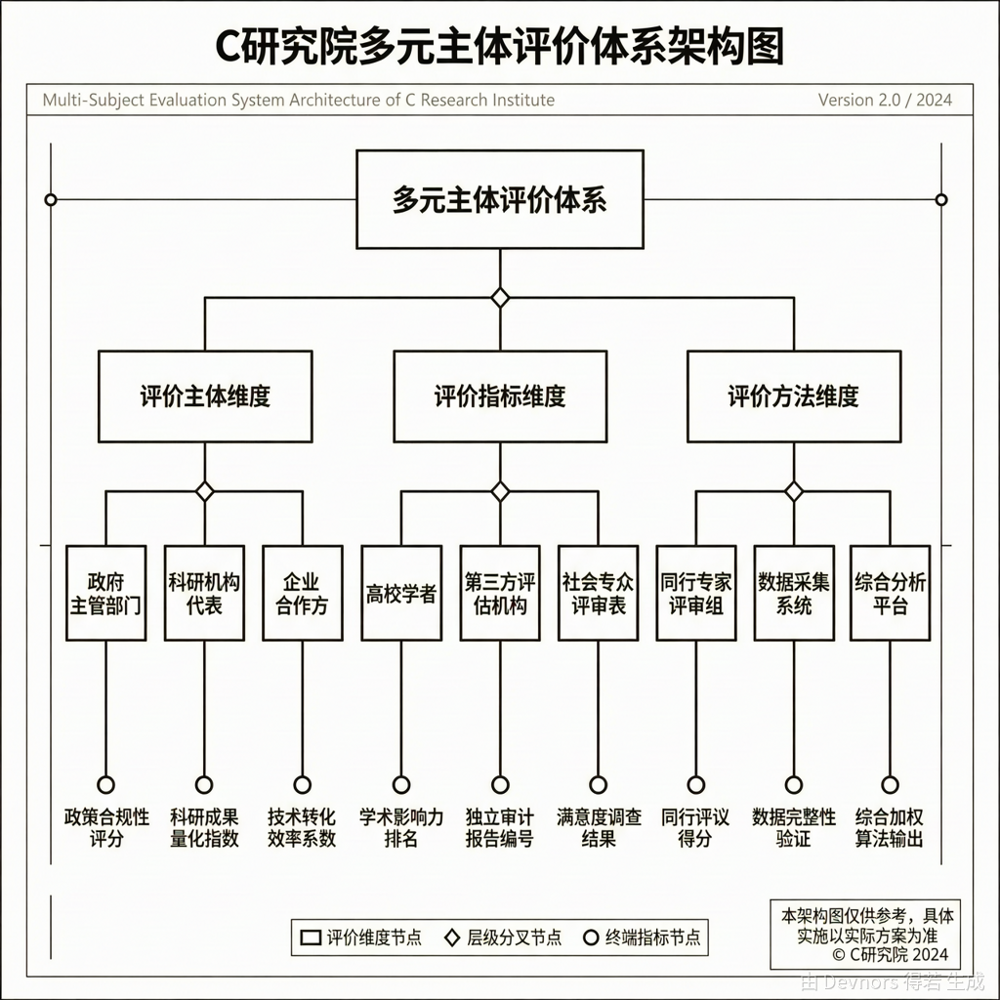 C研究院多元主体评价体系架构图
Multi-Subject Evaluation System Architecture of C Research Institute
Version 2.0 / 2024
多元主体评价体系
评价主体维度
评价指标维度
评价方法维度
政府
主管部门
科研机构
代表
企业
合作方
高校学者
第三方评
估机构
社会专众
评审表
同行专家
评审组
数据采集
系统
综合分析
平台
政策合规性
评分
科研成果
量化指数
技术转化
效率系数
学术影响力
排名
独立审计
报告编号
满意度调查
结果
同行评议
得分
数据完整性
验证
综合加权
算法输出
评价维度节点
层级分叉节点
终端指标节点
本架构图仅供参考，具体
实施以实际方案为准
© C研究院 2024
由 Devnors 得若 生成